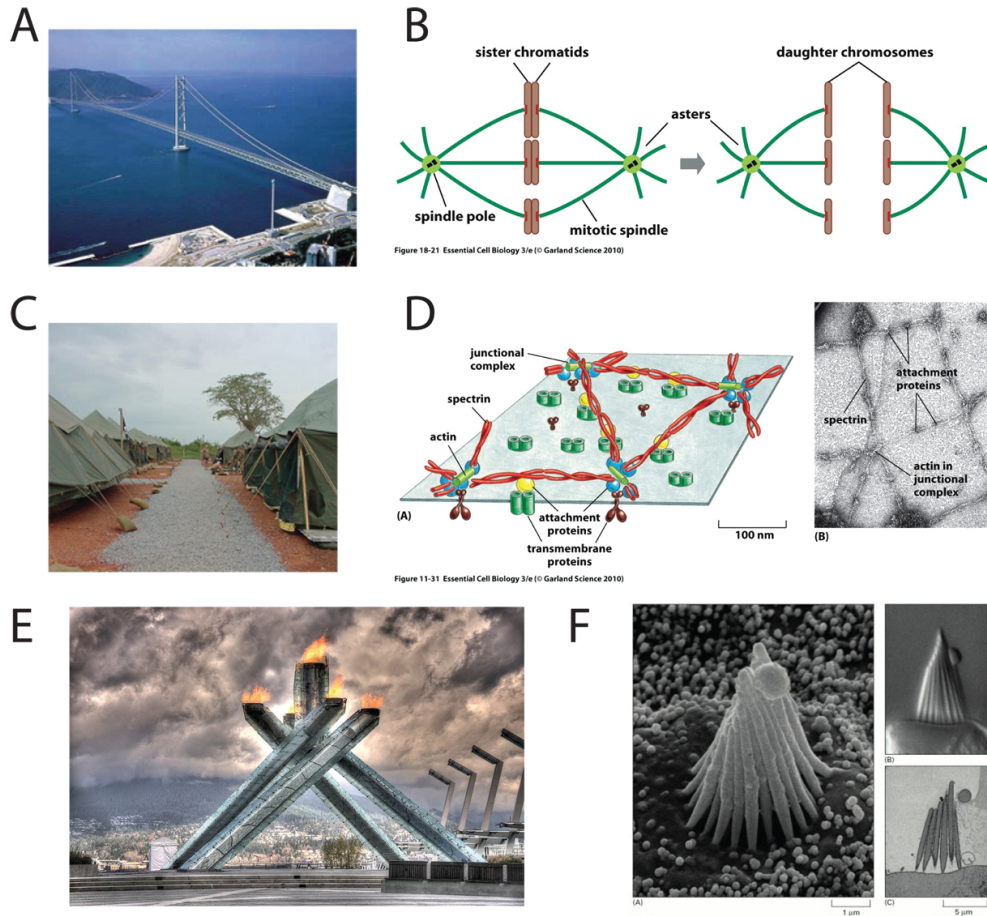 A
B
sister chromatids
daughter chromosomes
asters
spindle pole
mitotic spindle
Figure 18-21 Essential Cell Biology 3/e (© Garland Science 2010)
C
D
junctional
complex
spectrin
actin
attachment
proteins
transmembrane
proteins
(A)
100 nm
Figure 11-31 Essential Cell Biology 3/e (© Garland Science 2010)
attachment
proteins
spectrin
actin in
junctional
complex
(B)
E
F
(A)
1 μm
(B)
(C)
5 μm